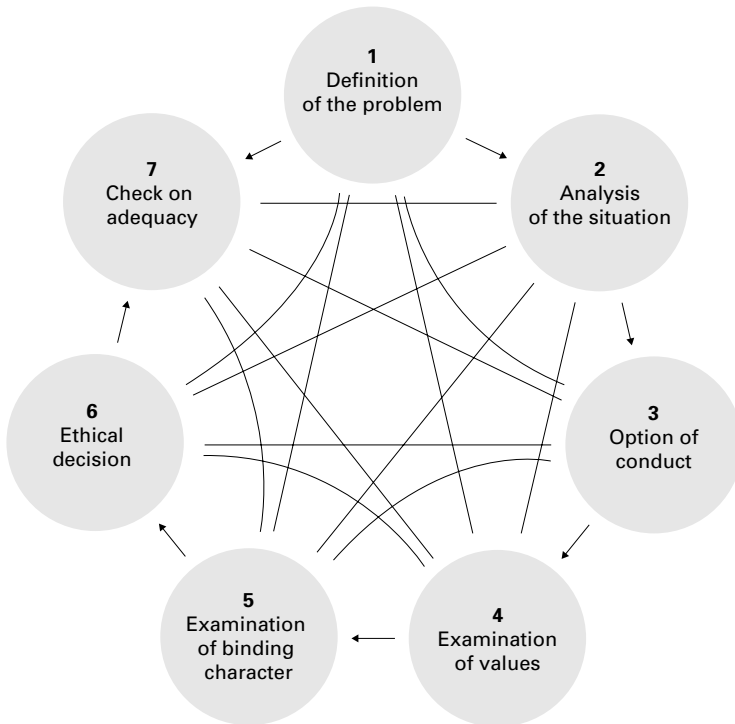 1
Definition
of the problem
2
Analysis
of the situation
3
Option of
conduct
4
Examination
of values
5
Examination
of binding
character
6
Ethical
decision
7
Check on
adequacy